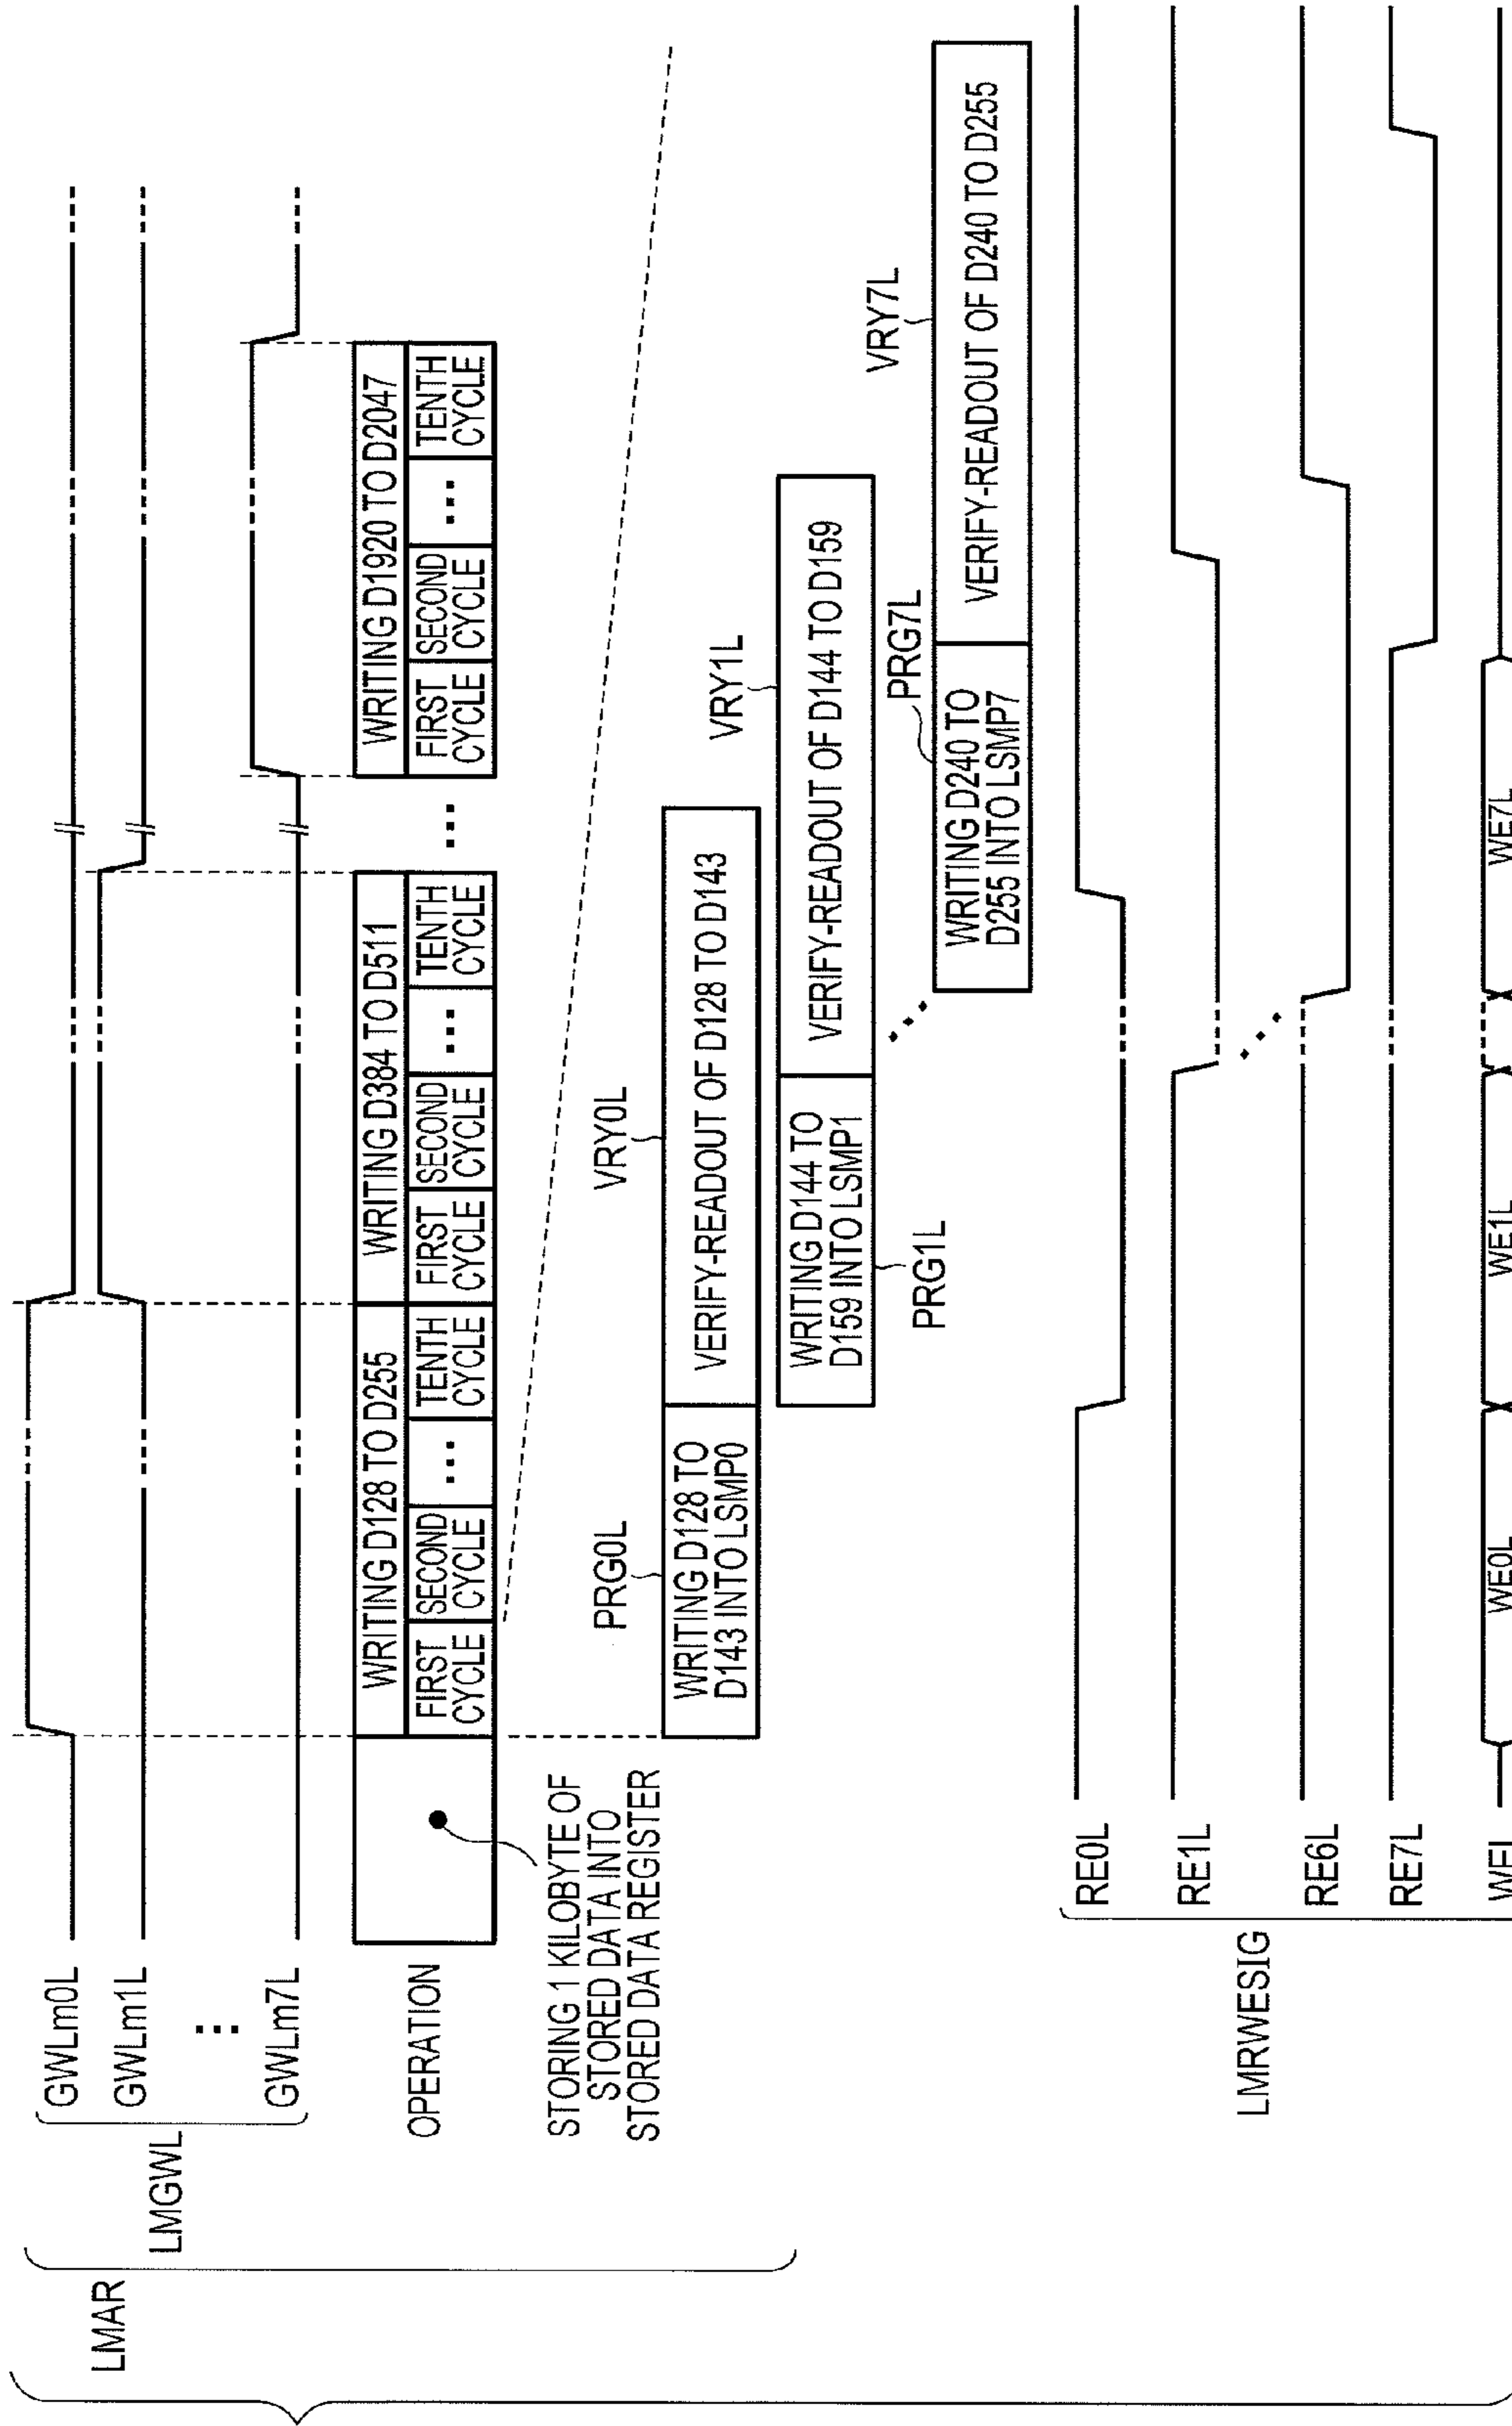 LMAR
LMGWL
GWLm0L
GWLm1L
⋮
GWLm7L
OPERATION
WRITING D128 TO D255
FIRST CYCLE
SECOND CYCLE
...
TENTH CYCLE
WRITING D384 TO D511
FIRST CYCLE
SECOND CYCLE
...
TENTH CYCLE
...
WRITING D1920 TO D2047
FIRST CYCLE
SECOND CYCLE
...
TENTH CYCLE
STORING 1 KILOBYTE OF
STORED DATA INTO
STORED DATA REGISTER
PRG0L
WRITING D128 TO
D143 INTO LSMP0
VRY0L
VERIFY-READOUT OF D128 TO D143
WRITING D144 TO
D159 INTO LSMP1
PRG1L
VRY1L
VERIFY-READOUT OF D144 TO D159
PRG7L
WRITING D240 TO
D255 INTO LSMP7
VRY7L
VERIFY-READOUT OF D240 TO D255
LMRWESIG
RE0L
RE1L
RE6L
RE7L
WEL
WE0L
WE1L
WE7L